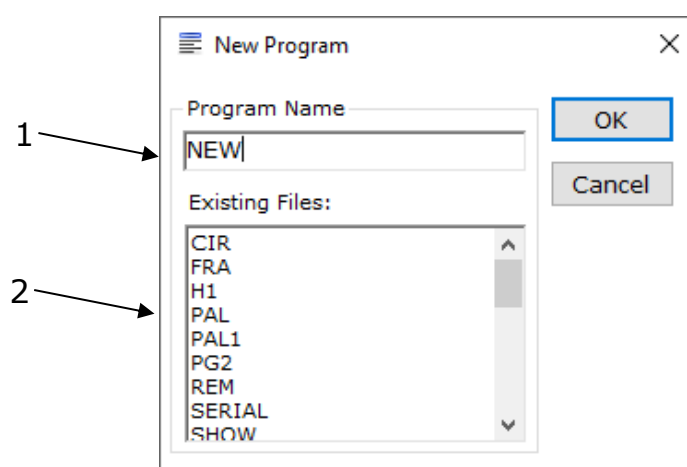 New Program
Program Name
OK
1
NEW
Cancel
Existing Files:
CIR
FRA
H1
2
PAL
PAL1
PG2
REM
SERIAL
SHOW